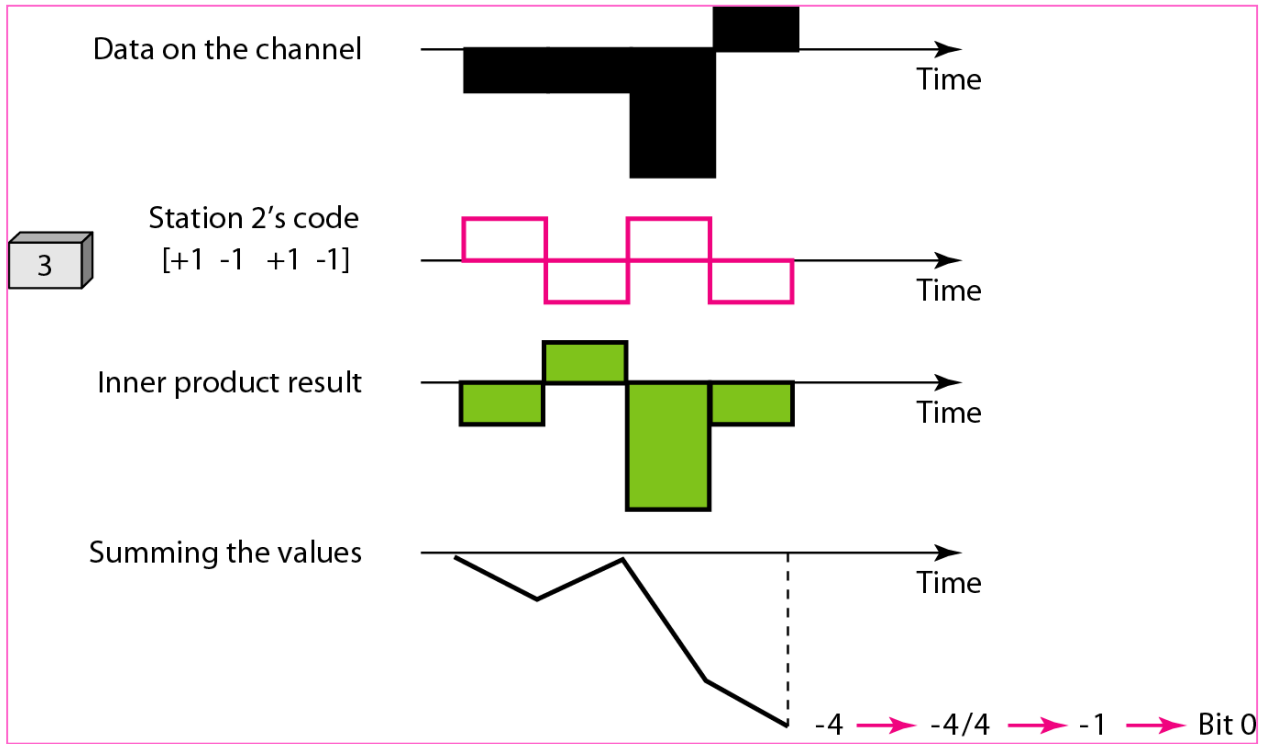 Data on the channel
Time
Station 2’s code
[+1 -1 +1 -1]
3
Time
Inner product result
Time
Summing the values
Time
-4 -4/4 -1 Bit 0